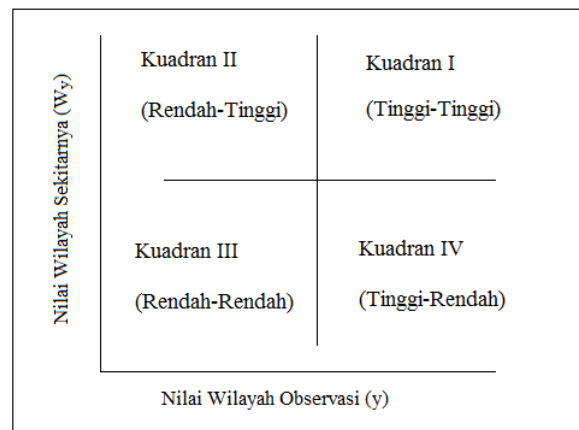 Kuadran II
(Rendah-Tinggi)
Kuadran I
(Tinggi-Tinggi)
Nilai Wilayah Sekitarnya (Wy)
Kuadran III
(Rendah-Rendah)
Kuadran IV
(Tinggi-Rendah)
Nilai Wilayah Observasi (y)